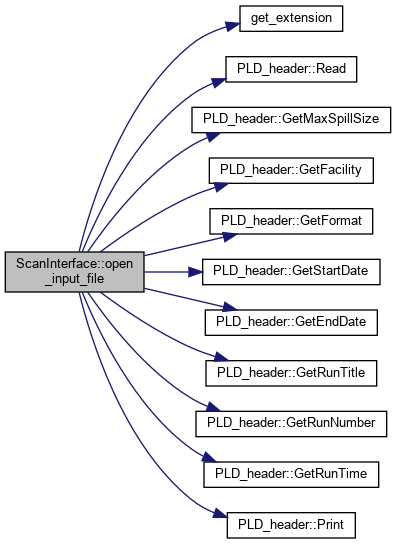 get_extension
PLD_header::Read
PLD_header::GetMaxSpillSize
PLD_header::GetFacility
PLD_header::GetFormat
ScanInterface::open
_input_file
PLD_header::GetStartDate
PLD_header::GetEndDate
PLD_header::GetRunTitle
PLD_header::GetRunNumber
PLD_header::GetRunTime
PLD_header::Print